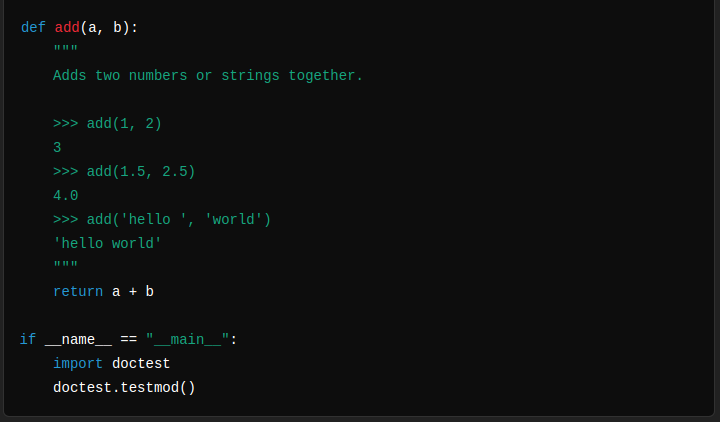 def add(a, b):
    """
    Adds two numbers or strings together.

    >>> add(1, 2)
    3
    >>> add(1.5, 2.5)
    4.0
    >>> add('hello ', 'world')
    'hello world'
    """
    return a + b

if __name__ == "__main__":
    import doctest
    doctest.testmod()